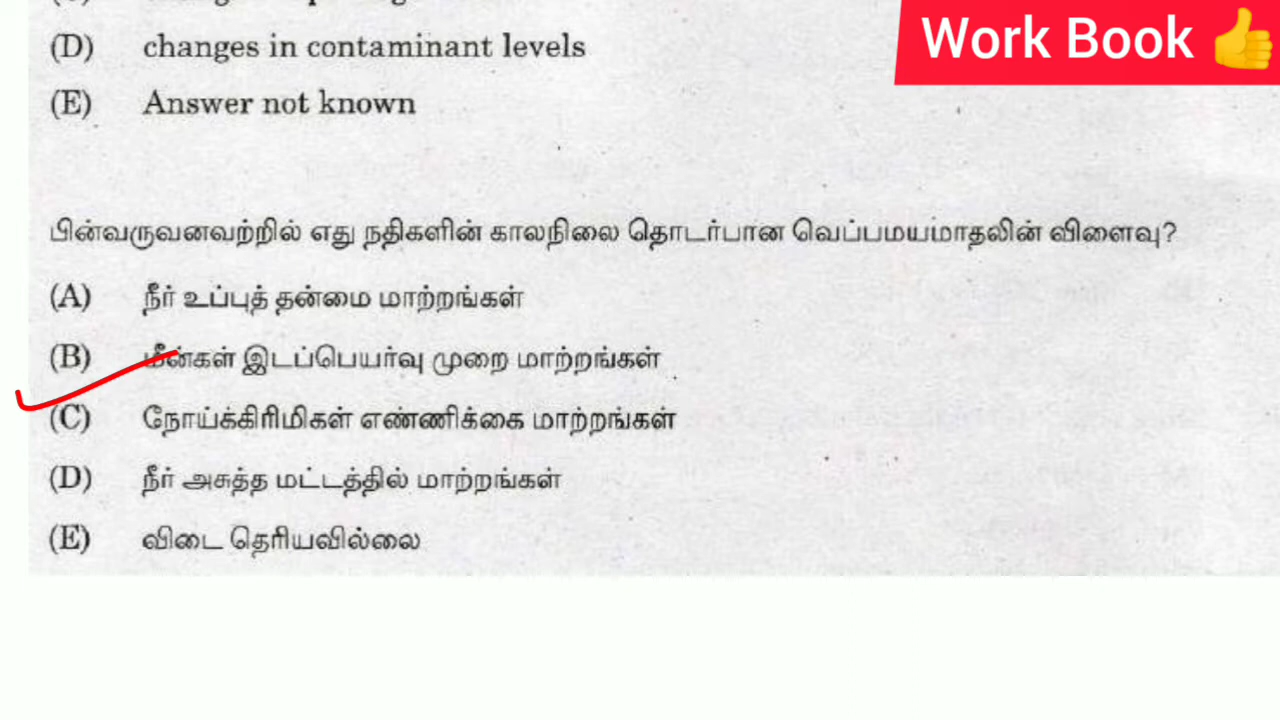 Work Book 👍
(D) changes in contaminant levels
(E) Answer not known
பின்வருவனவற்றில் எது நதிகளின் காலநிலை தொடர்பான வெப்பமயமாதலின் விளைவு?
(A) நீர் உப்புத் தன்மை மாற்றங்கள்
(B) மீன்கள் இடப்பெயர்வு முறை மாற்றங்கள்
(C) நோய்க்கிரிமிகள் எண்ணிக்கை மாற்றங்கள்
(D) நீர் அசுத்த மட்டத்தில் மாற்றங்கள்
(E) விடை தெரியவில்லை